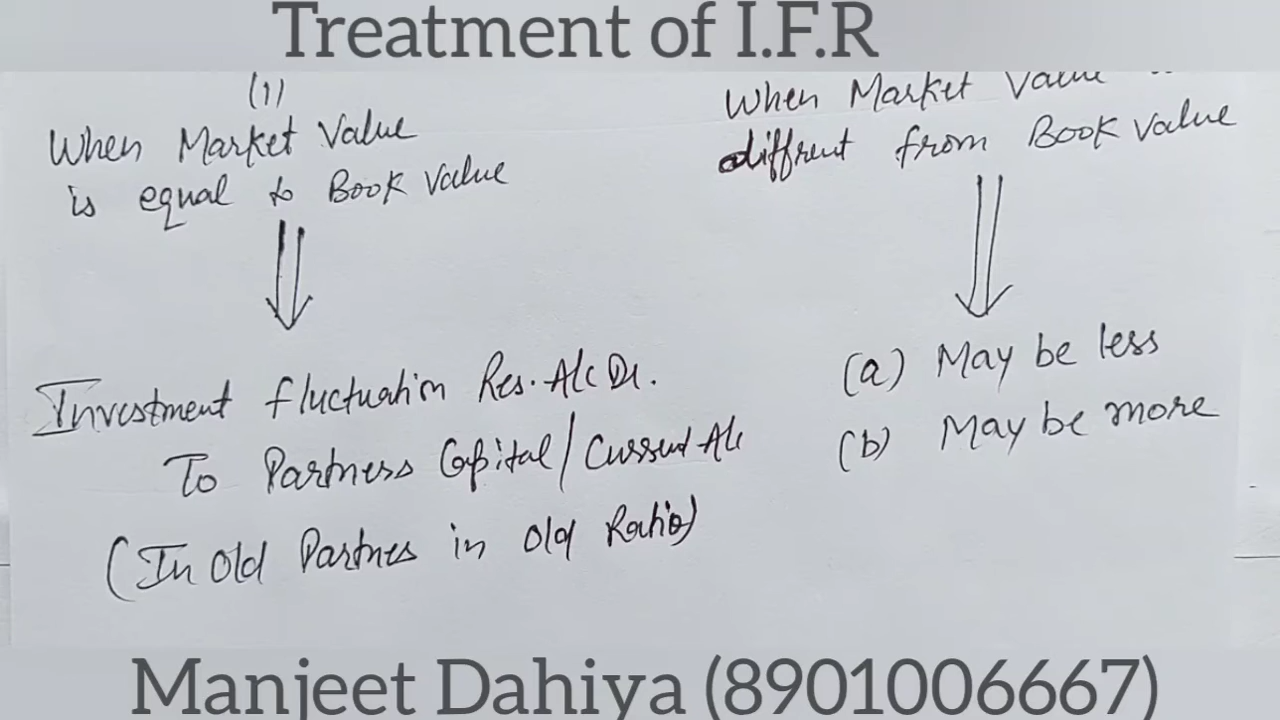 Treatment of I.F.R
(1)
When Market Value
is equal to Book Value
When Market Value
diffrent from Book Value
Investment fluctuation Res. A/c Dr.
To Partners Capital/Current A/c
(In Old Partners in Old Ratio)
(a) May be less
(b) May be more
Manjeet Dahiya (8901006667)